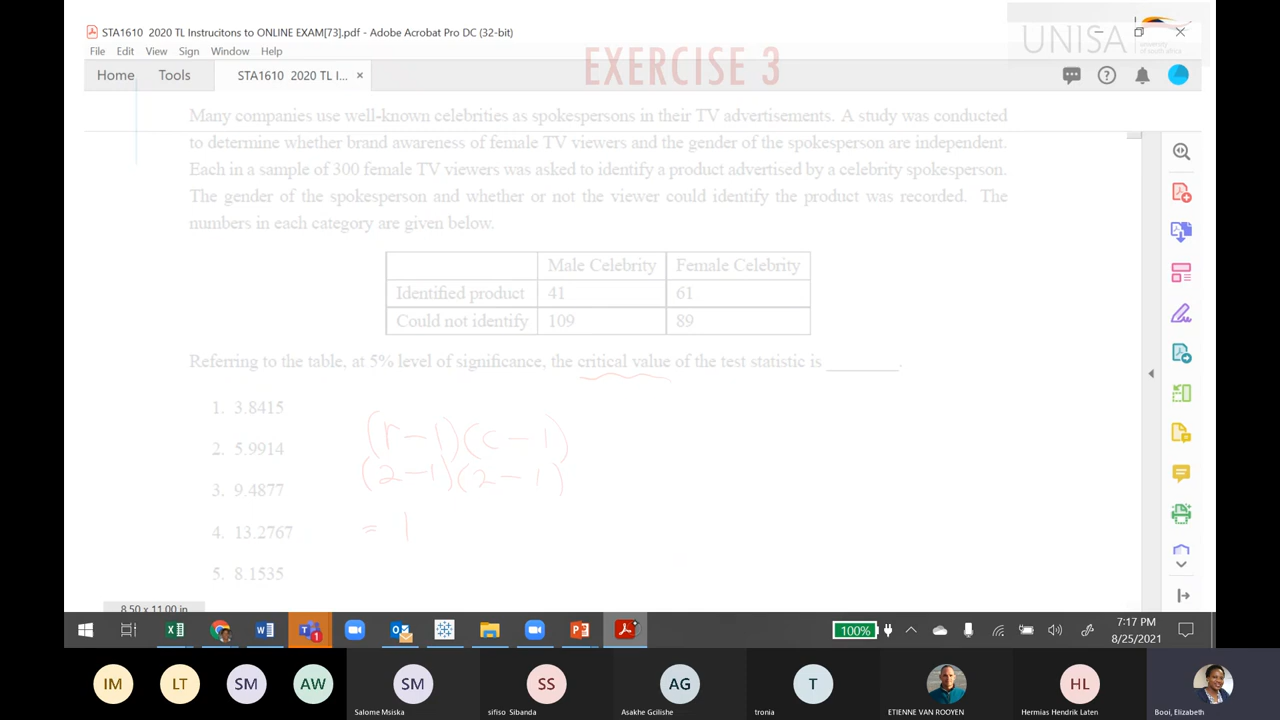 STA1610 2020 TL Instrucitons to ONLINE EXAM[73].pdf - Adobe Acrobat Pro DC (32-bit)
File Edit View Sign Window Help
UNISA
university of south africa
EXERCISE 3
Home Tools STA1610 2020 TL I... ×
Many companies use well-known celebrities as spokespersons in their TV advertisements. A study was conducted
to determine whether brand awareness of female TV viewers and the gender of the spokesperson are independent.
Each in a sample of 300 female TV viewers was asked to identify a product advertised by a celebrity spokesperson.
The gender of the spokesperson and whether or not the viewer could identify the product was recorded. The
numbers in each category are given below.
Male Celebrity Female Celebrity
Identified product 41 61
Could not identify 109 89
Referring to the table, at 5% level of significance, the critical value of the test statistic is ________.
1. 3.8415
2. 5.9914
3. 9.4877
4. 13.2767
5. 8.1535
(r-1)(c-1)
(2-1)(2-1)
= 1
8.50 x 11.00 in
100%
7:17 PM
8/25/2021
IM LT SM AW SM SS AG T HL
Salome Msiska sifiso Sibanda Asakhe Gcilishe tronia ETIENNE VAN ROOYEN Hermias Hendrik Laten Booi, Elizabeth